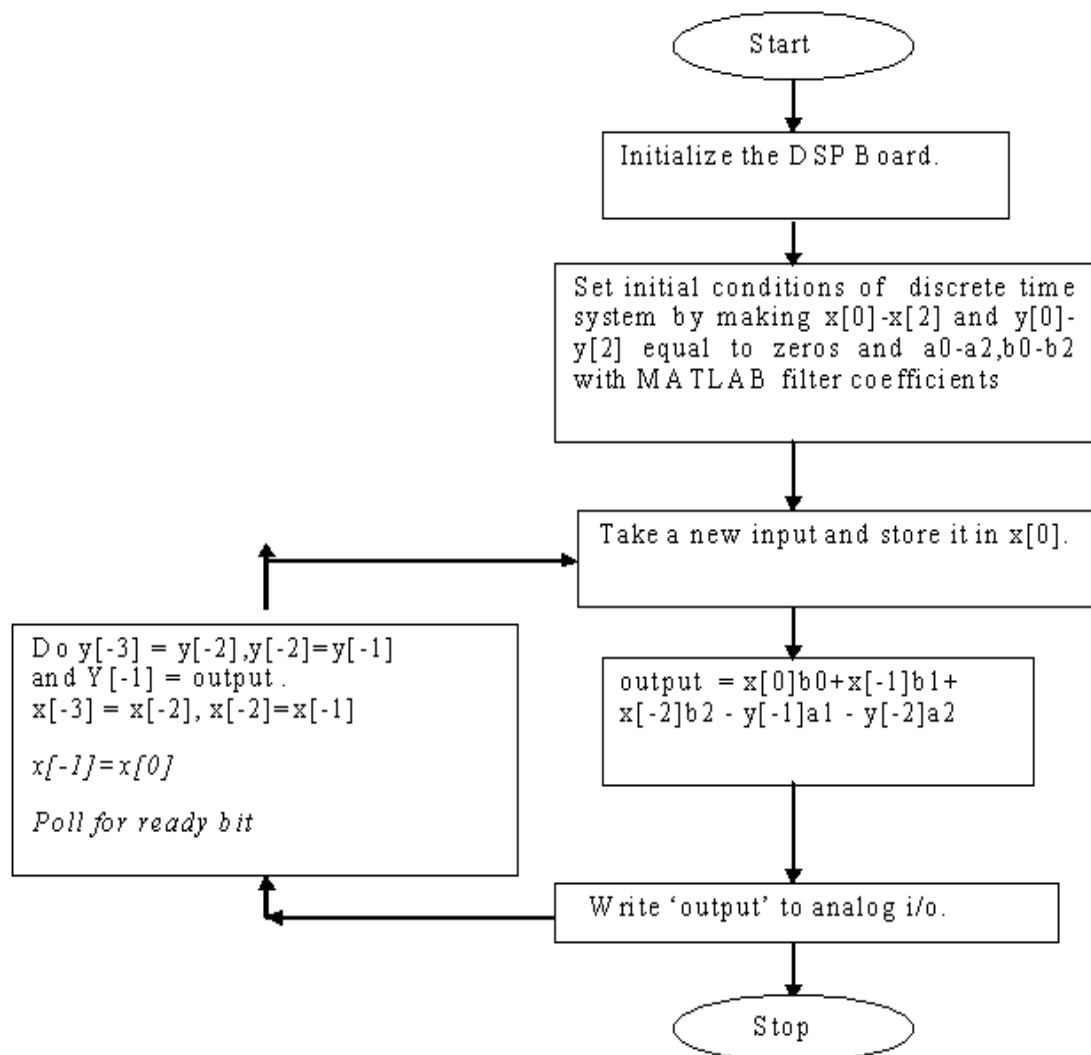 Start
Initialize the DSP Board.
Set initial conditions of discrete time
system by making x[0]-x[2] and y[0]-
y[2] equal to zeros and a0-a2,b0-b2
with MATLAB filter coefficients
Take a new input and store it in x[0].
Do y[-3] = y[-2],y[-2]=y[-1]
and Y[-1] = output.
x[-3] = x[-2], x[-2]=x[-1]
x[-1]=x[0]
Poll for ready bit
output = x[0]b0+x[-1]b1+
x[-2]b2 - y[-1]a1 - y[-2]a2
Write ‘output’ to analog i/o.
Stop